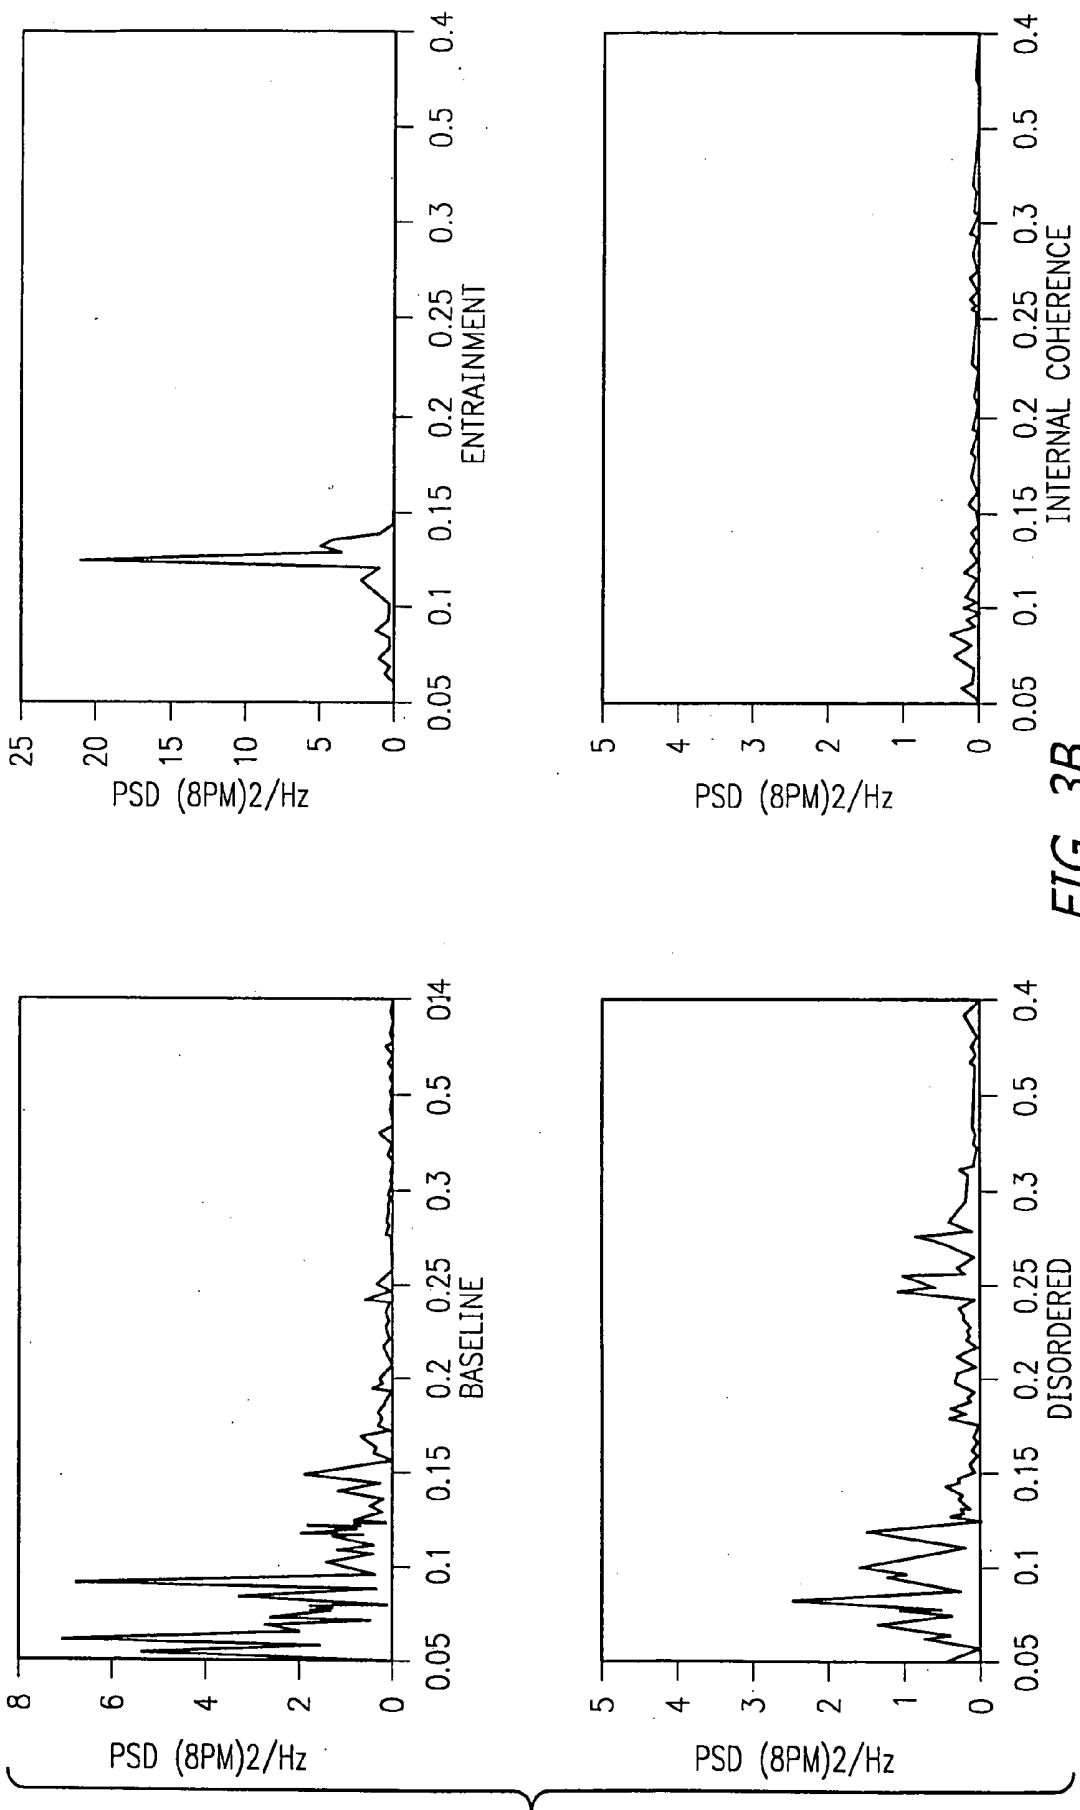 8
6
4
2
0
PSD (8PM)2/Hz
0.05 0.1 0.15 0.2 0.25 0.3 0.5 014
BASELINE
25
20
15
10
5
0
PSD (8PM)2/Hz
0.05 0.1 0.15 0.2 0.25 0.3 0.5 0.4
ENTRAINMENT
5
4
3
2
1
0
PSD (8PM)2/Hz
0.05 0.1 0.15 0.2 0.25 0.3 0.5 0.4
DISORDERED
5
4
3
2
1
0
PSD (8PM)2/Hz
0.05 0.1 0.15 0.2 0.25 0.3 0.5 0.4
INTERNAL COHERENCE
FIG. 3B